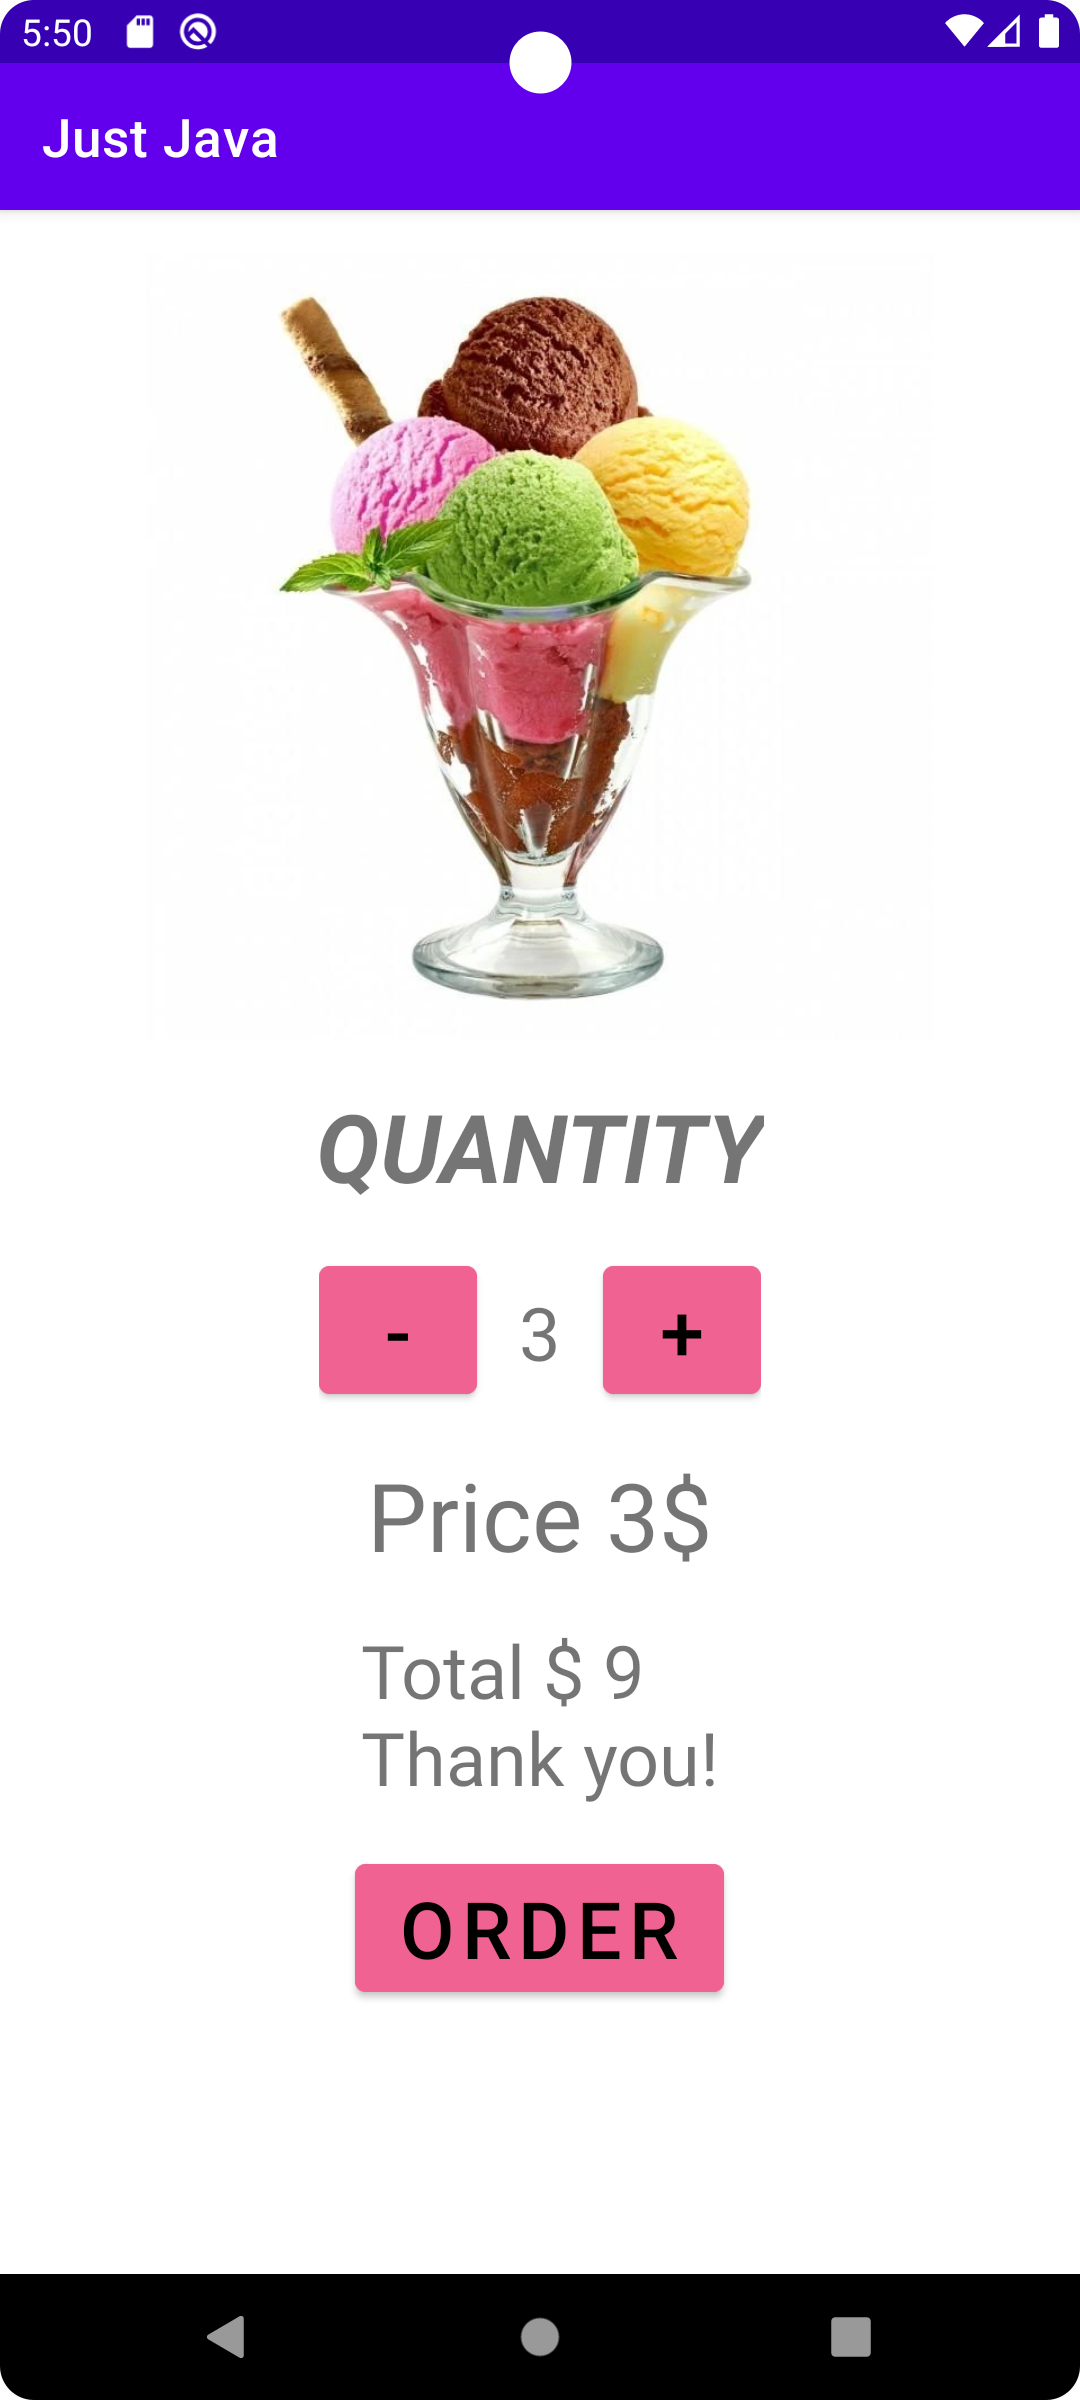 5:50
Just Java
QUANTITY
- 3 +
Price 3$
Total $ 9
Thank you!
ORDER